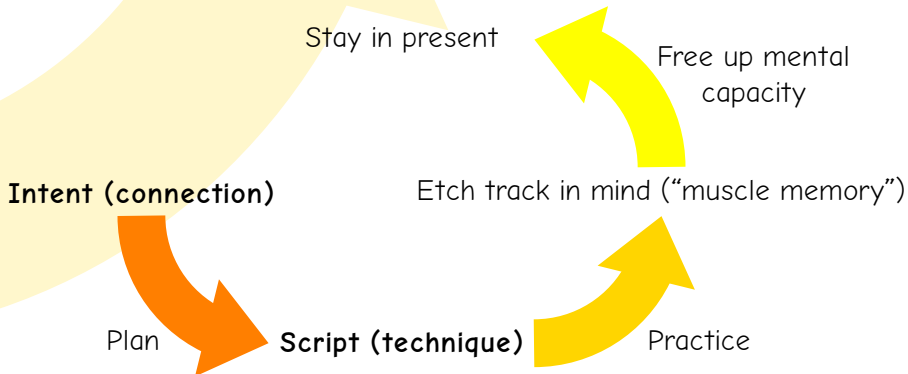 Stay in present
Free up mental
capacity
Intent (connection)
Etch track in mind (“muscle memory”)
Plan
Script (technique)
Practice